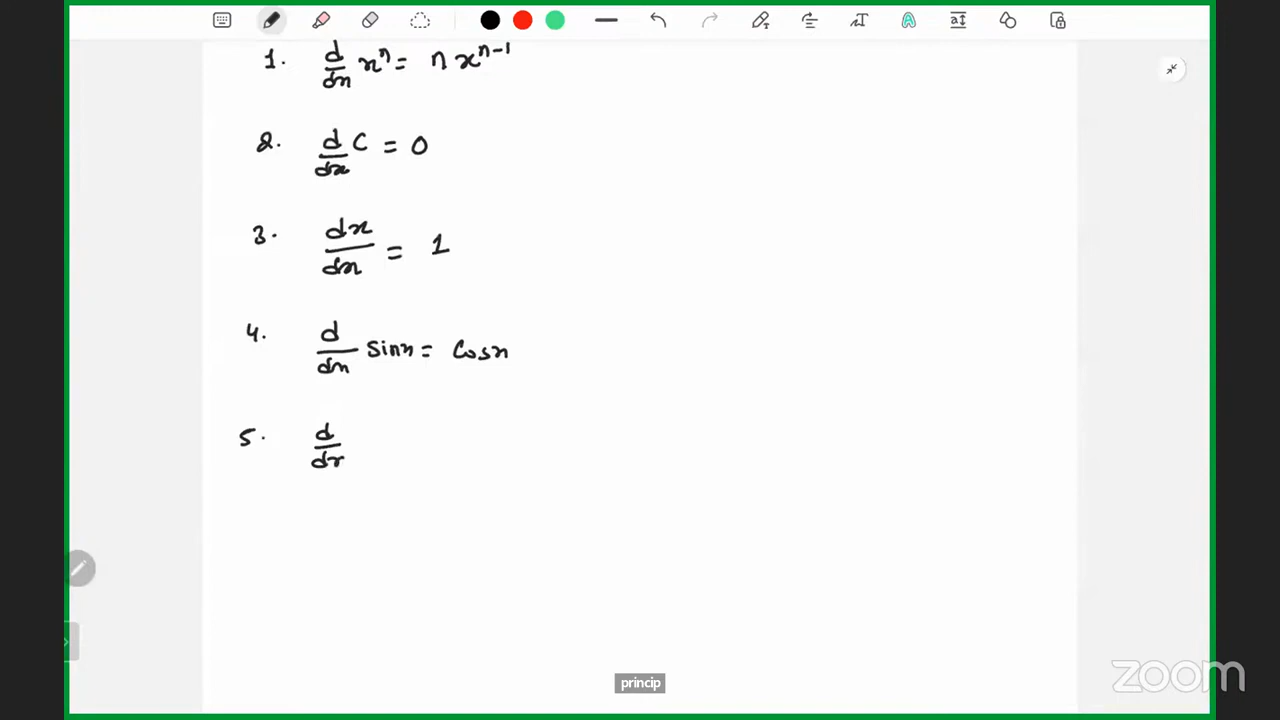 1. d/dx xⁿ = n xⁿ⁻¹
2. d/dx C = 0
3. dx/dx = 1
4. d/dx Sinx = Cosx
5. d/dx
princip
zoom